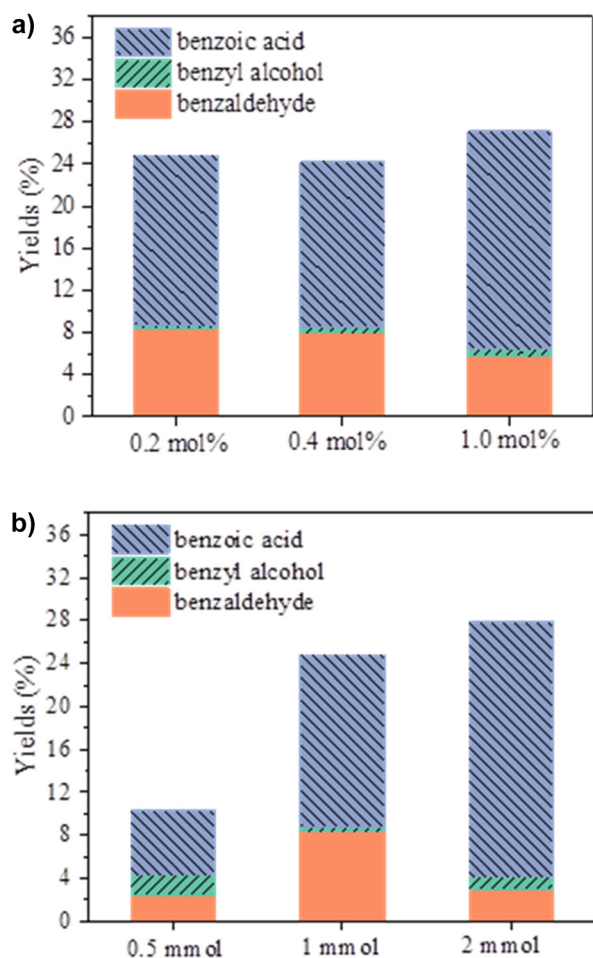 a)
36
32
28
24
20
16
12
8
4
0
Yields (%)
benzoic acid
benzyl alcohol
benzaldehyde
0.2 mol%
0.4 mol%
1.0 mol%
b)
36
32
28
24
20
16
12
8
4
0
Yields (%)
benzoic acid
benzyl alcohol
benzaldehyde
0.5 mmol
1 mmol
2 mmol